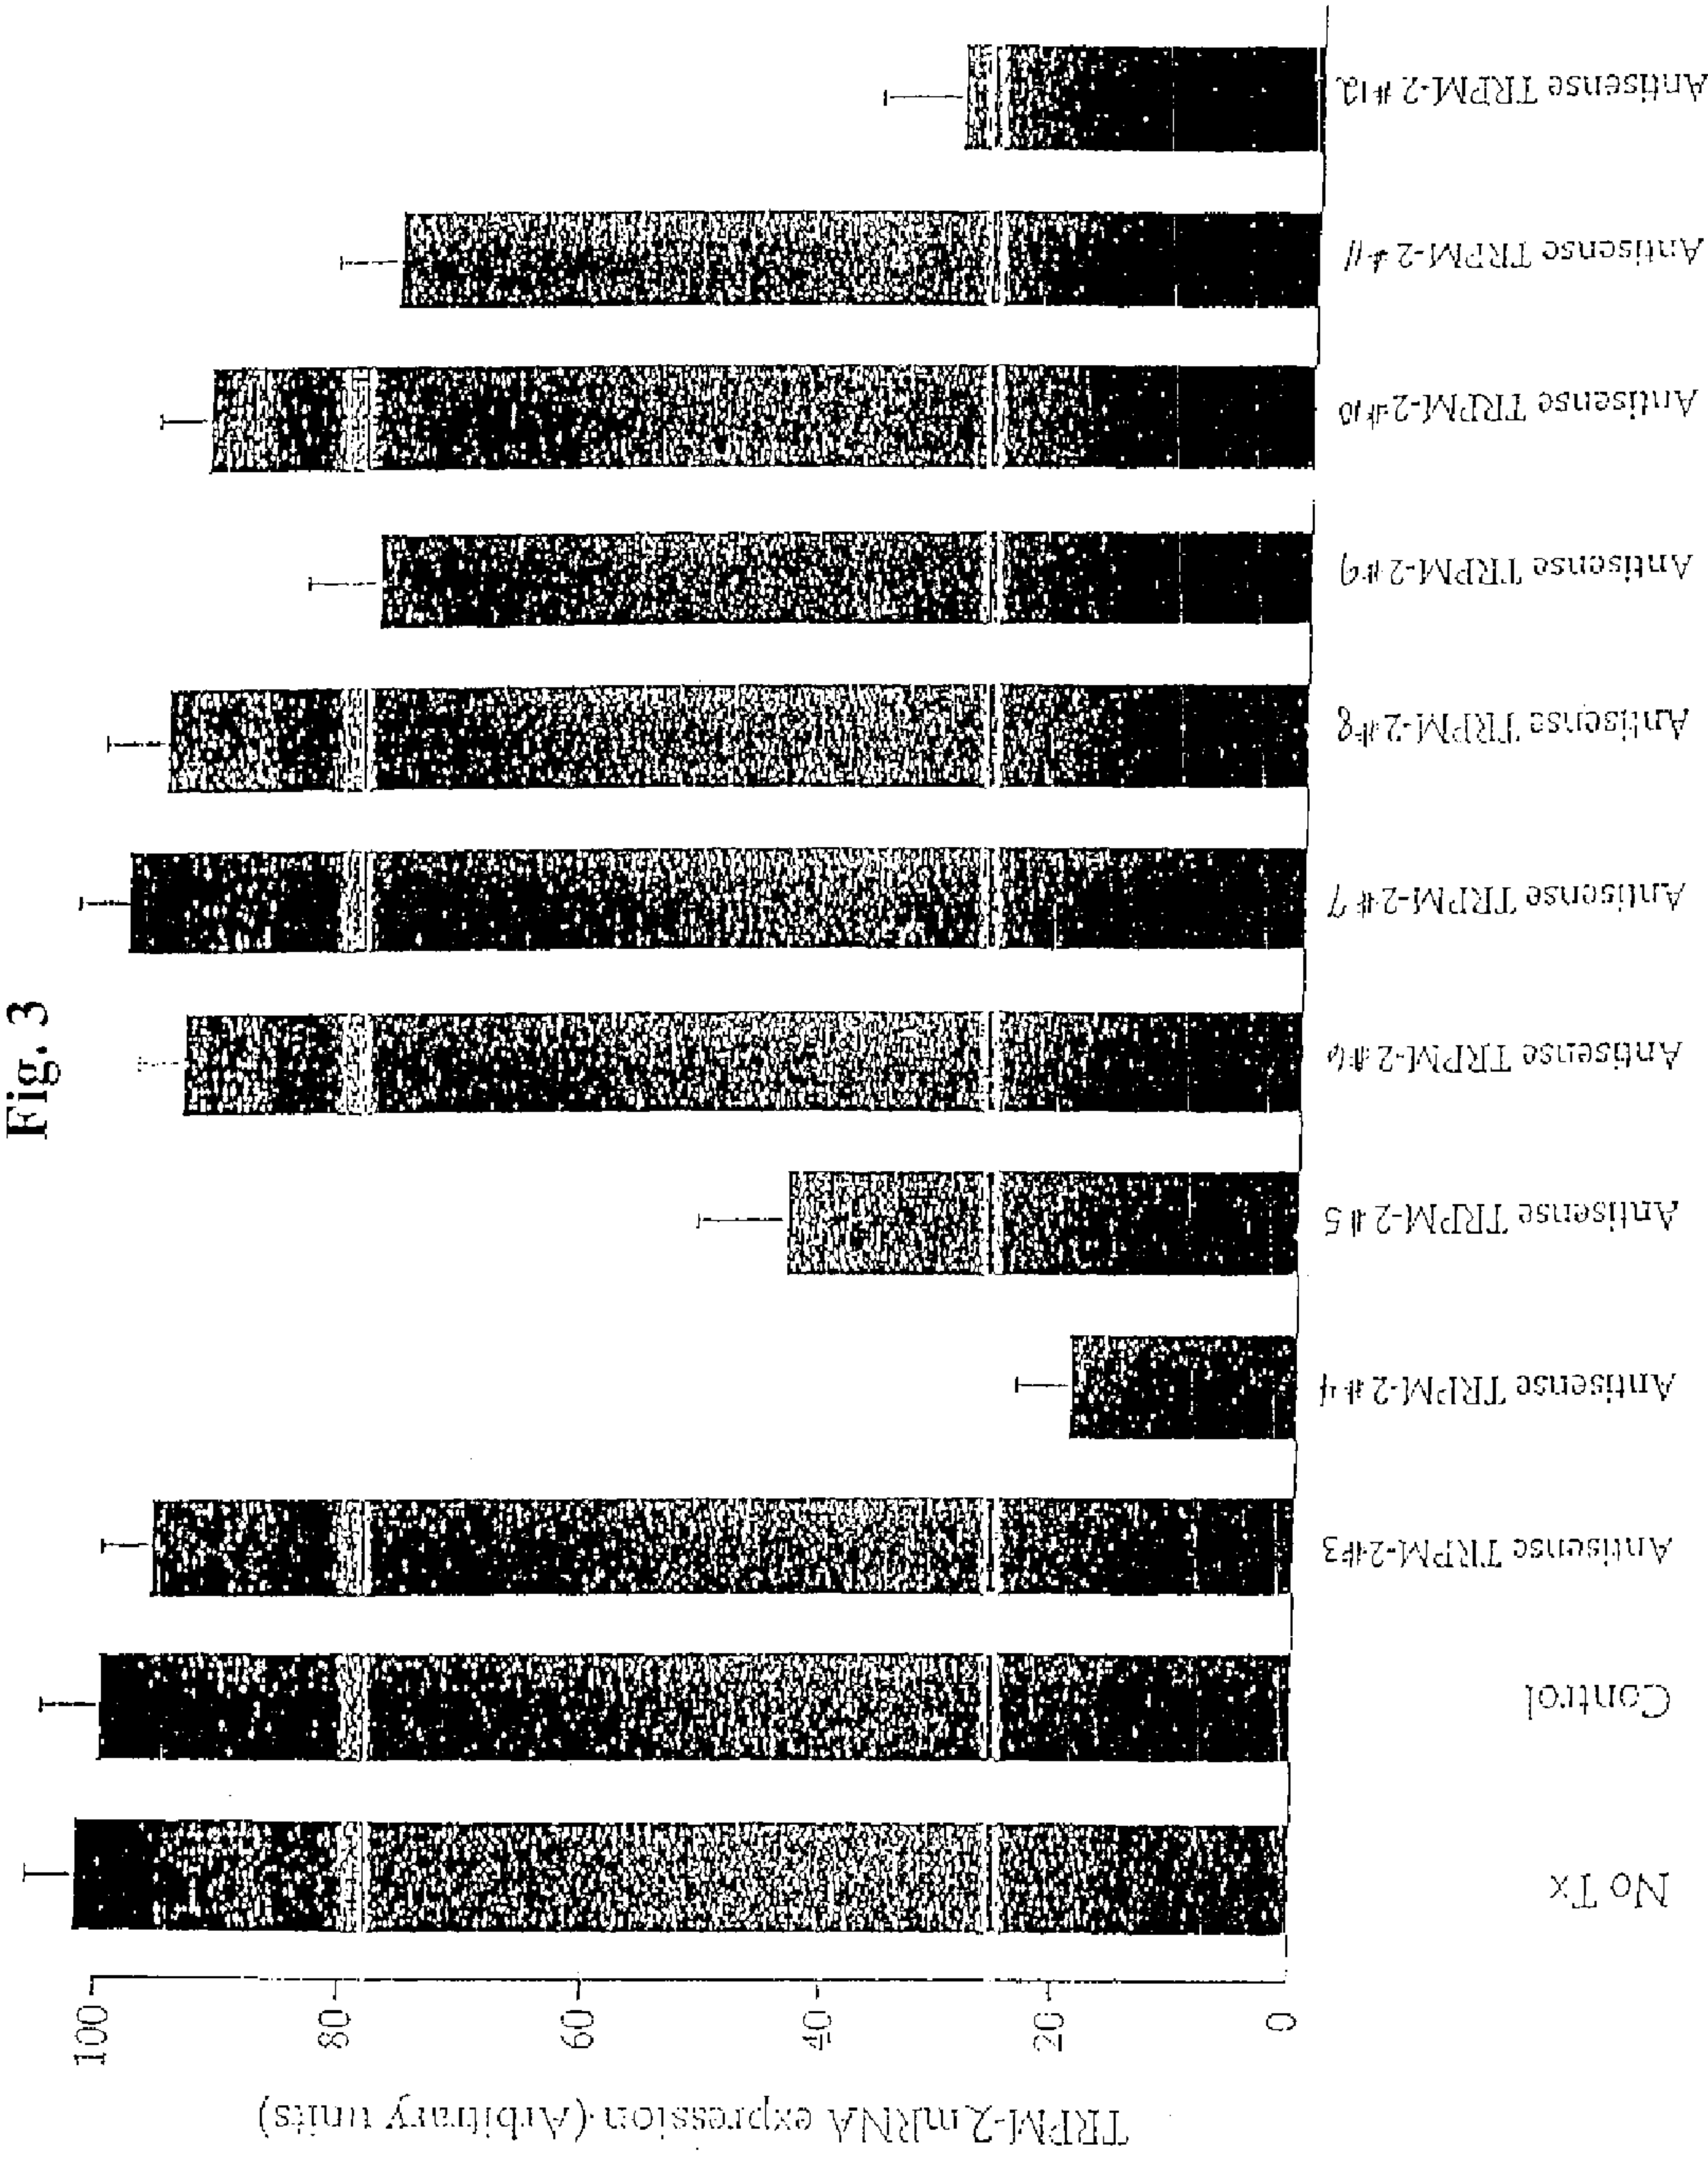 Fig. 3
TRPM-2 mRNA expression (Arbitrary units)
100
80
60
40
20
0
No Tx
Control
Antisense TRPM-2#3
Antisense TRPM-2#4
Antisense TRPM-2#5
Antisense TRPM-2#6
Antisense TRPM-2#7
Antisense TRPM-2#8
Antisense TRPM-2#9
Antisense TRPM-2#10
Antisense TRPM-2#11
Antisense TRPM-2#12